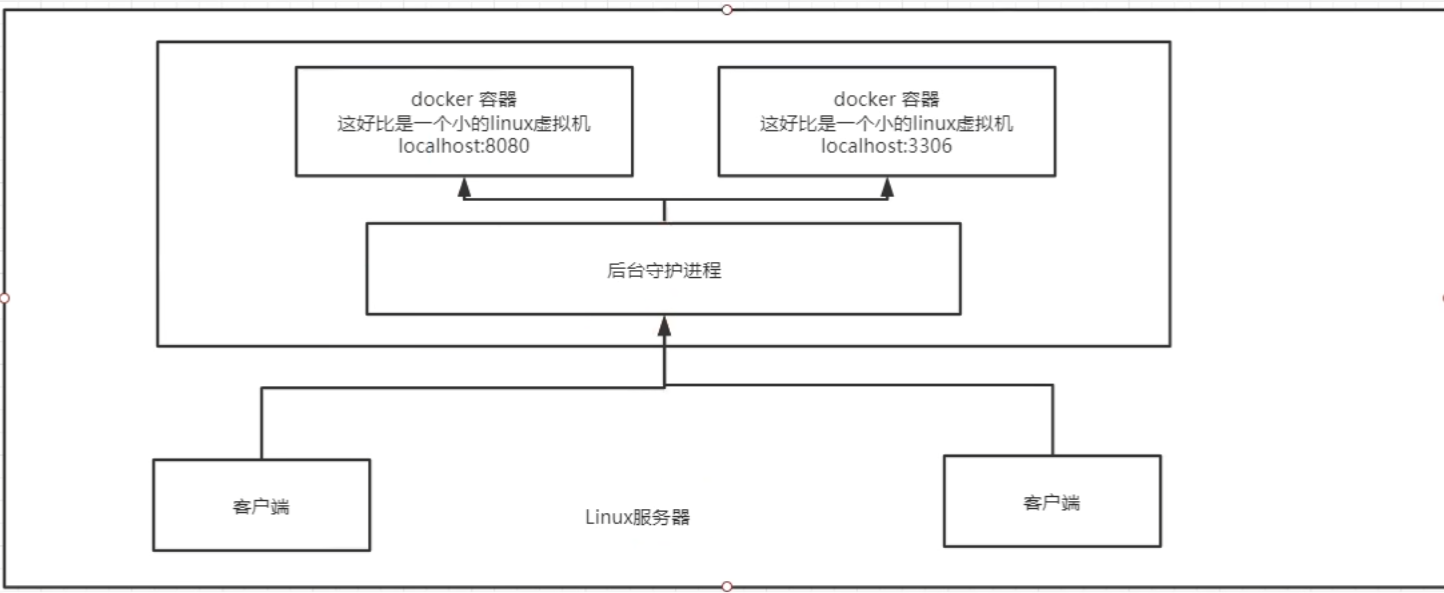 docker 容器
这好比是一个小的linux虚拟机
localhost:8080
docker 容器
这好比是一个小的linux虚拟机
localhost:3306
后台守护进程
客户端
Linux服务器
客户端